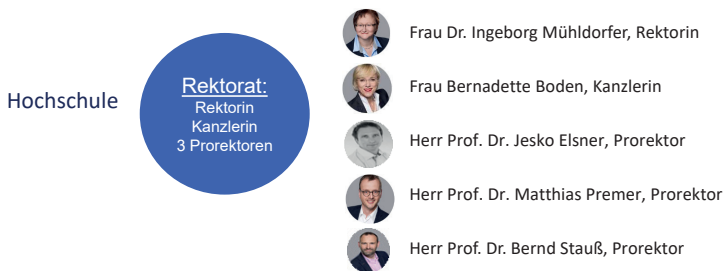 Hochschule
Rektorat:
Rektorin
Kanzlerin
3 Prorektoren
Frau Dr. Ingeborg Mühldorfer, Rektorin
Frau Bernadette Boden, Kanzlerin
Herr Prof. Dr. Jesko Elsner, Prorektor
Herr Prof. Dr. Matthias Premer, Prorektor
Herr Prof. Dr. Bernd Stauß, Prorektor